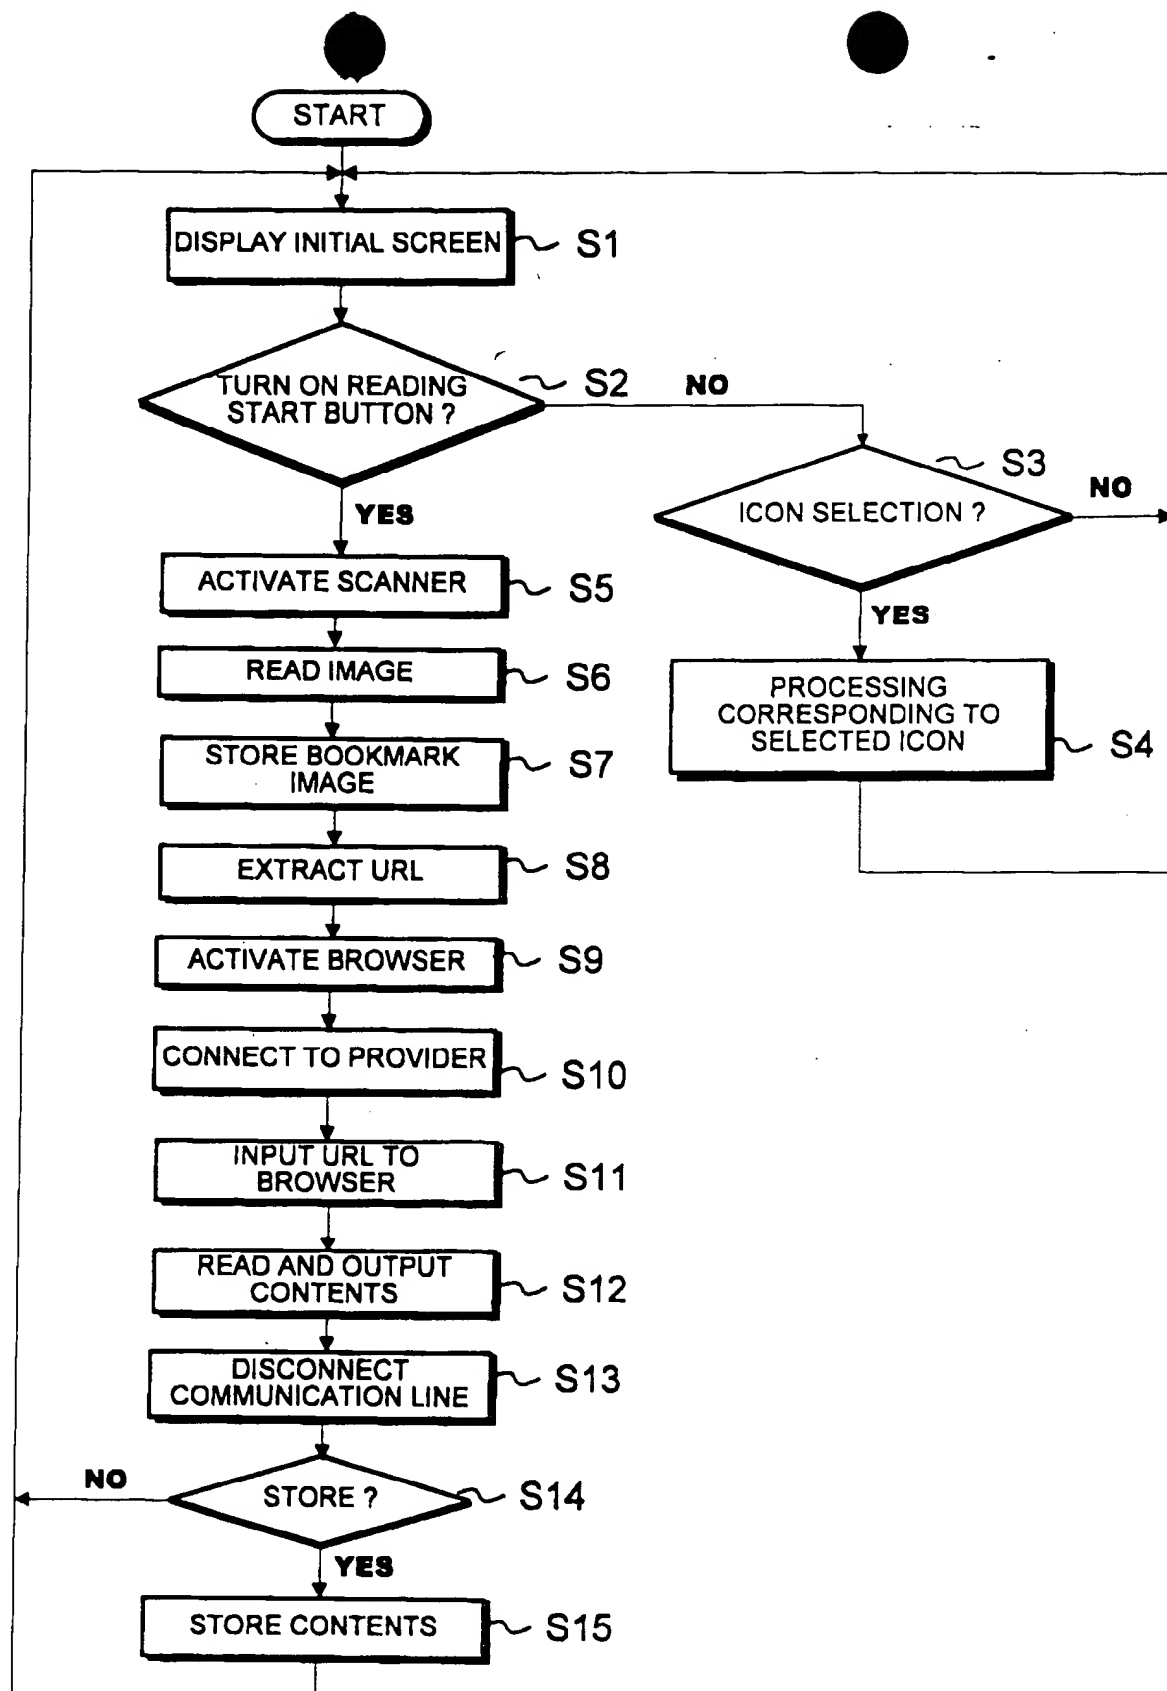 START
DISPLAY INITIAL SCREEN
S1
TURN ON READING
START BUTTON ?
S2
NO
S3
ICON SELECTION ?
NO
YES
YES
ACTIVATE SCANNER
S5
READ IMAGE
S6
PROCESSING
CORRESPONDING TO
SELECTED ICON
S4
STORE BOOKMARK
IMAGE
S7
EXTRACT URL
S8
ACTIVATE BROWSER
S9
CONNECT TO PROVIDER
S10
INPUT URL TO
BROWSER
S11
READ AND OUTPUT
CONTENTS
S12
DISCONNECT
COMMUNICATION LINE
S13
NO
STORE ?
S14
YES
STORE CONTENTS
S15